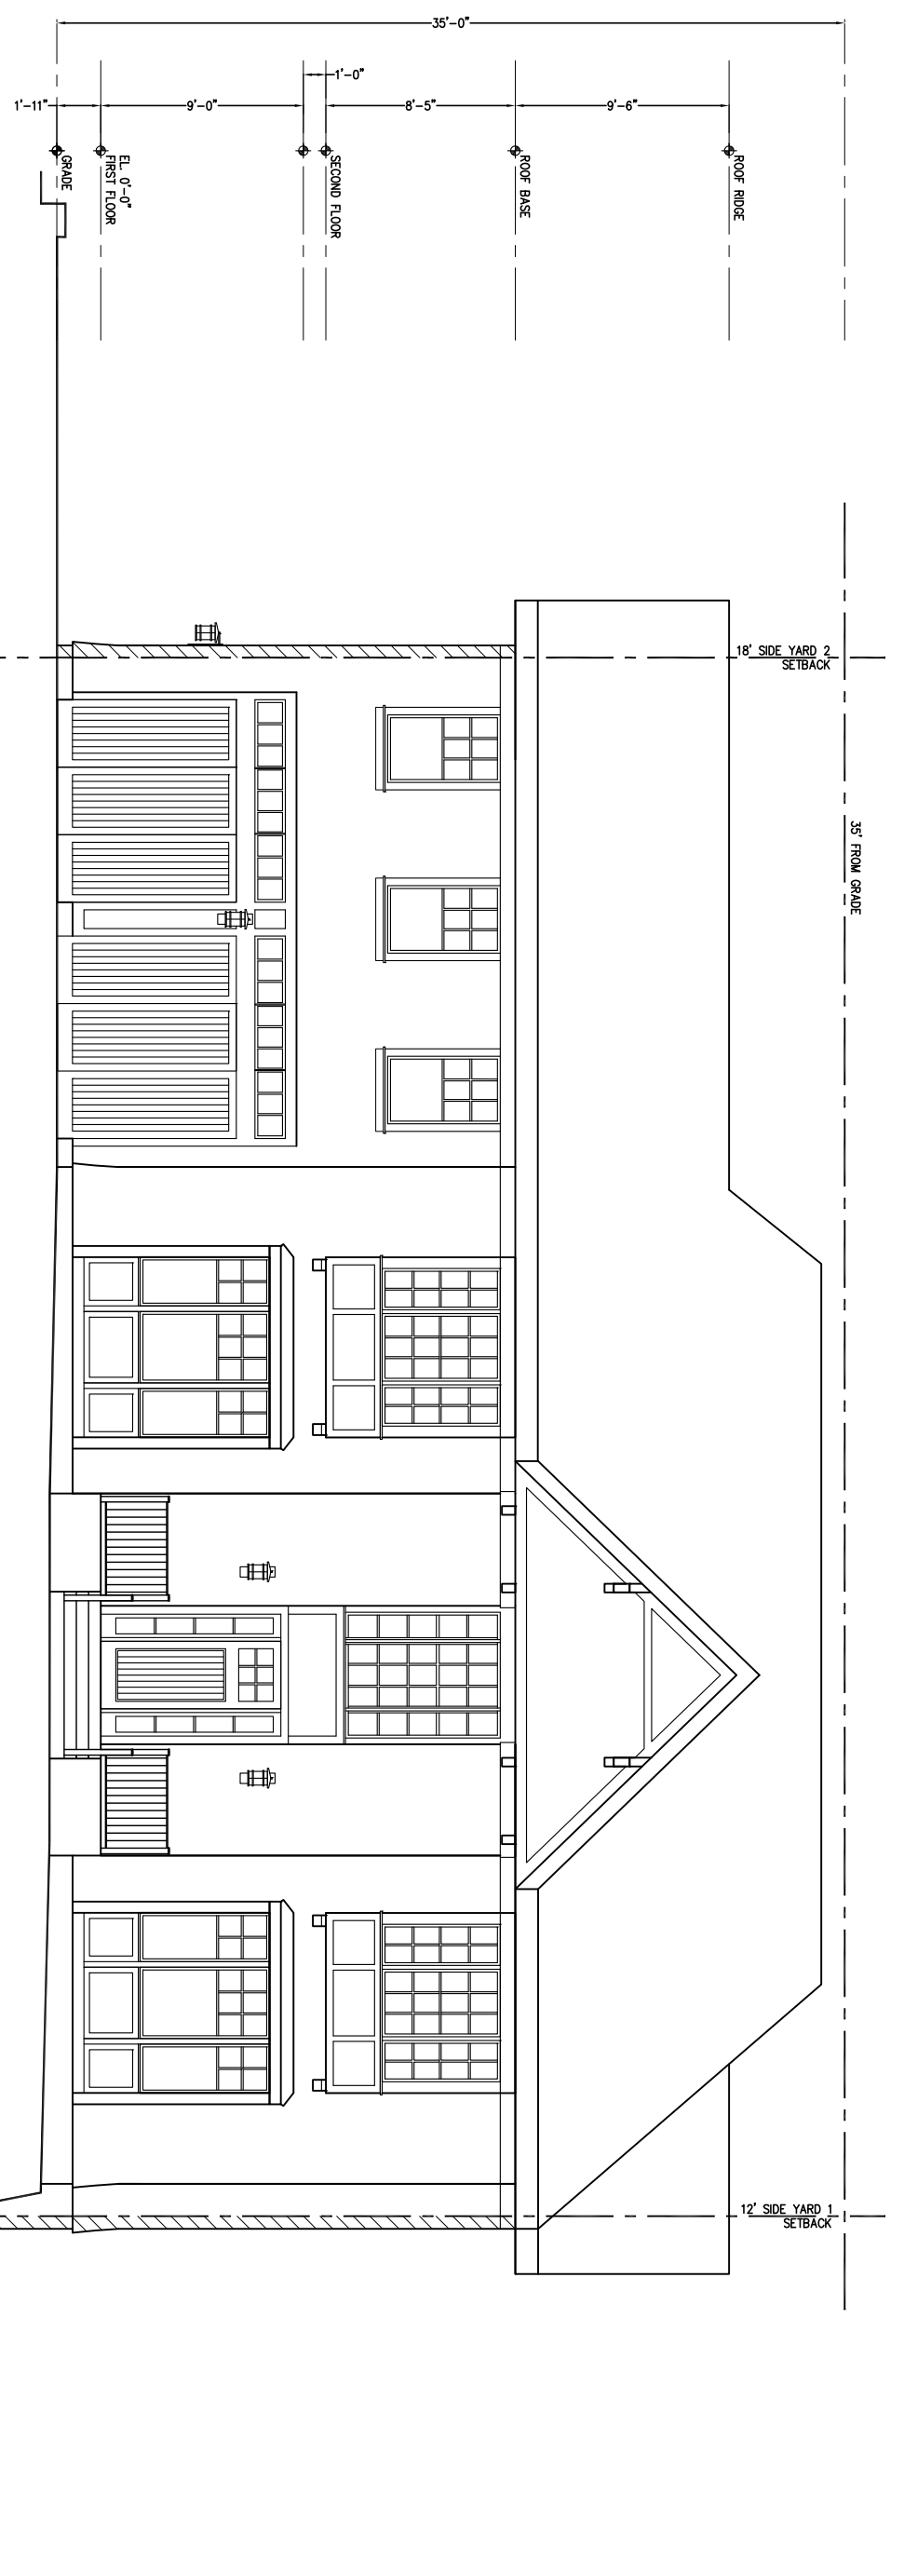 35'-0"
1'-0"
1'-11"
9'-0"
8'-5"
9'-6"
GRADE
EL. 0'-0"
FIRST FLOOR
SECOND FLOOR
ROOF BASE
ROOF RIDGE
18' SIDE YARD 2
SETBACK
35' FROM GRADE
12' SIDE YARD 1
SETBACK